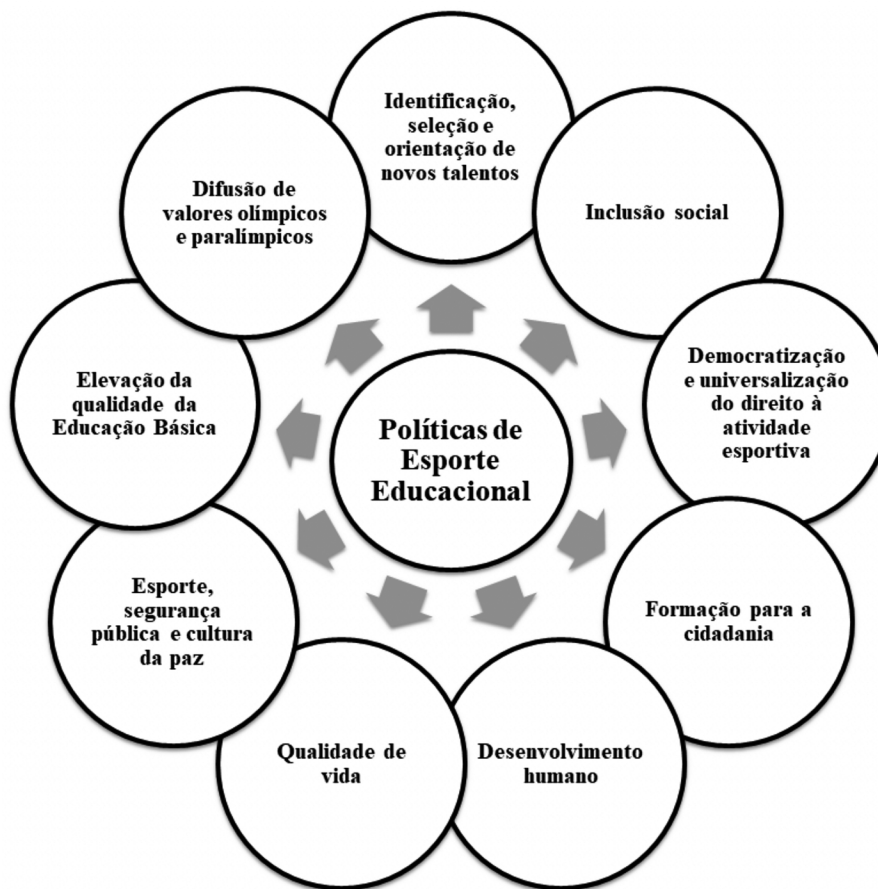 Políticas de
Esporte
Educacional
Identificação,
seleção e
orientação de
novos talentos
Inclusão social
Democratização
e universalização
do direito à
atividade
esportiva
Formação para a
cidadania
Desenvolvimento
humano
Qualidade de
vida
Esporte,
segurança
pública e cultura
da paz
Elevação da
qualidade da
Educação Básica
Difusão de
valores olímpicos
e paralímpicos